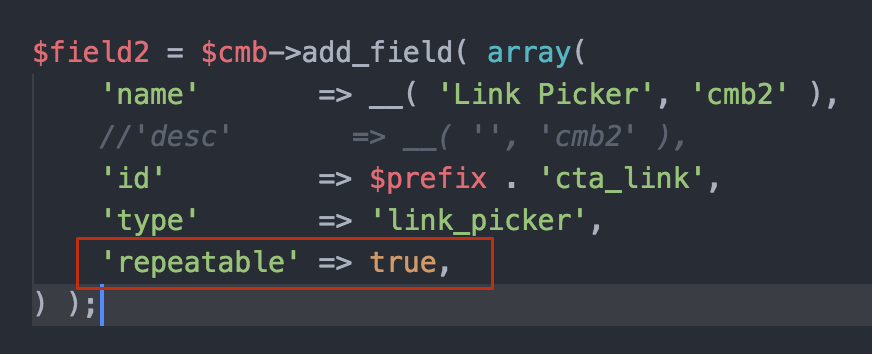 $field2 = $cmb->add_field( array(
'name' => __( 'Link Picker', 'cmb2' ),
//'desc' => __( '', 'cmb2' ),
'id' => $prefix . 'cta_link',
'type' => 'link_picker',
'repeatable' => true,
) );